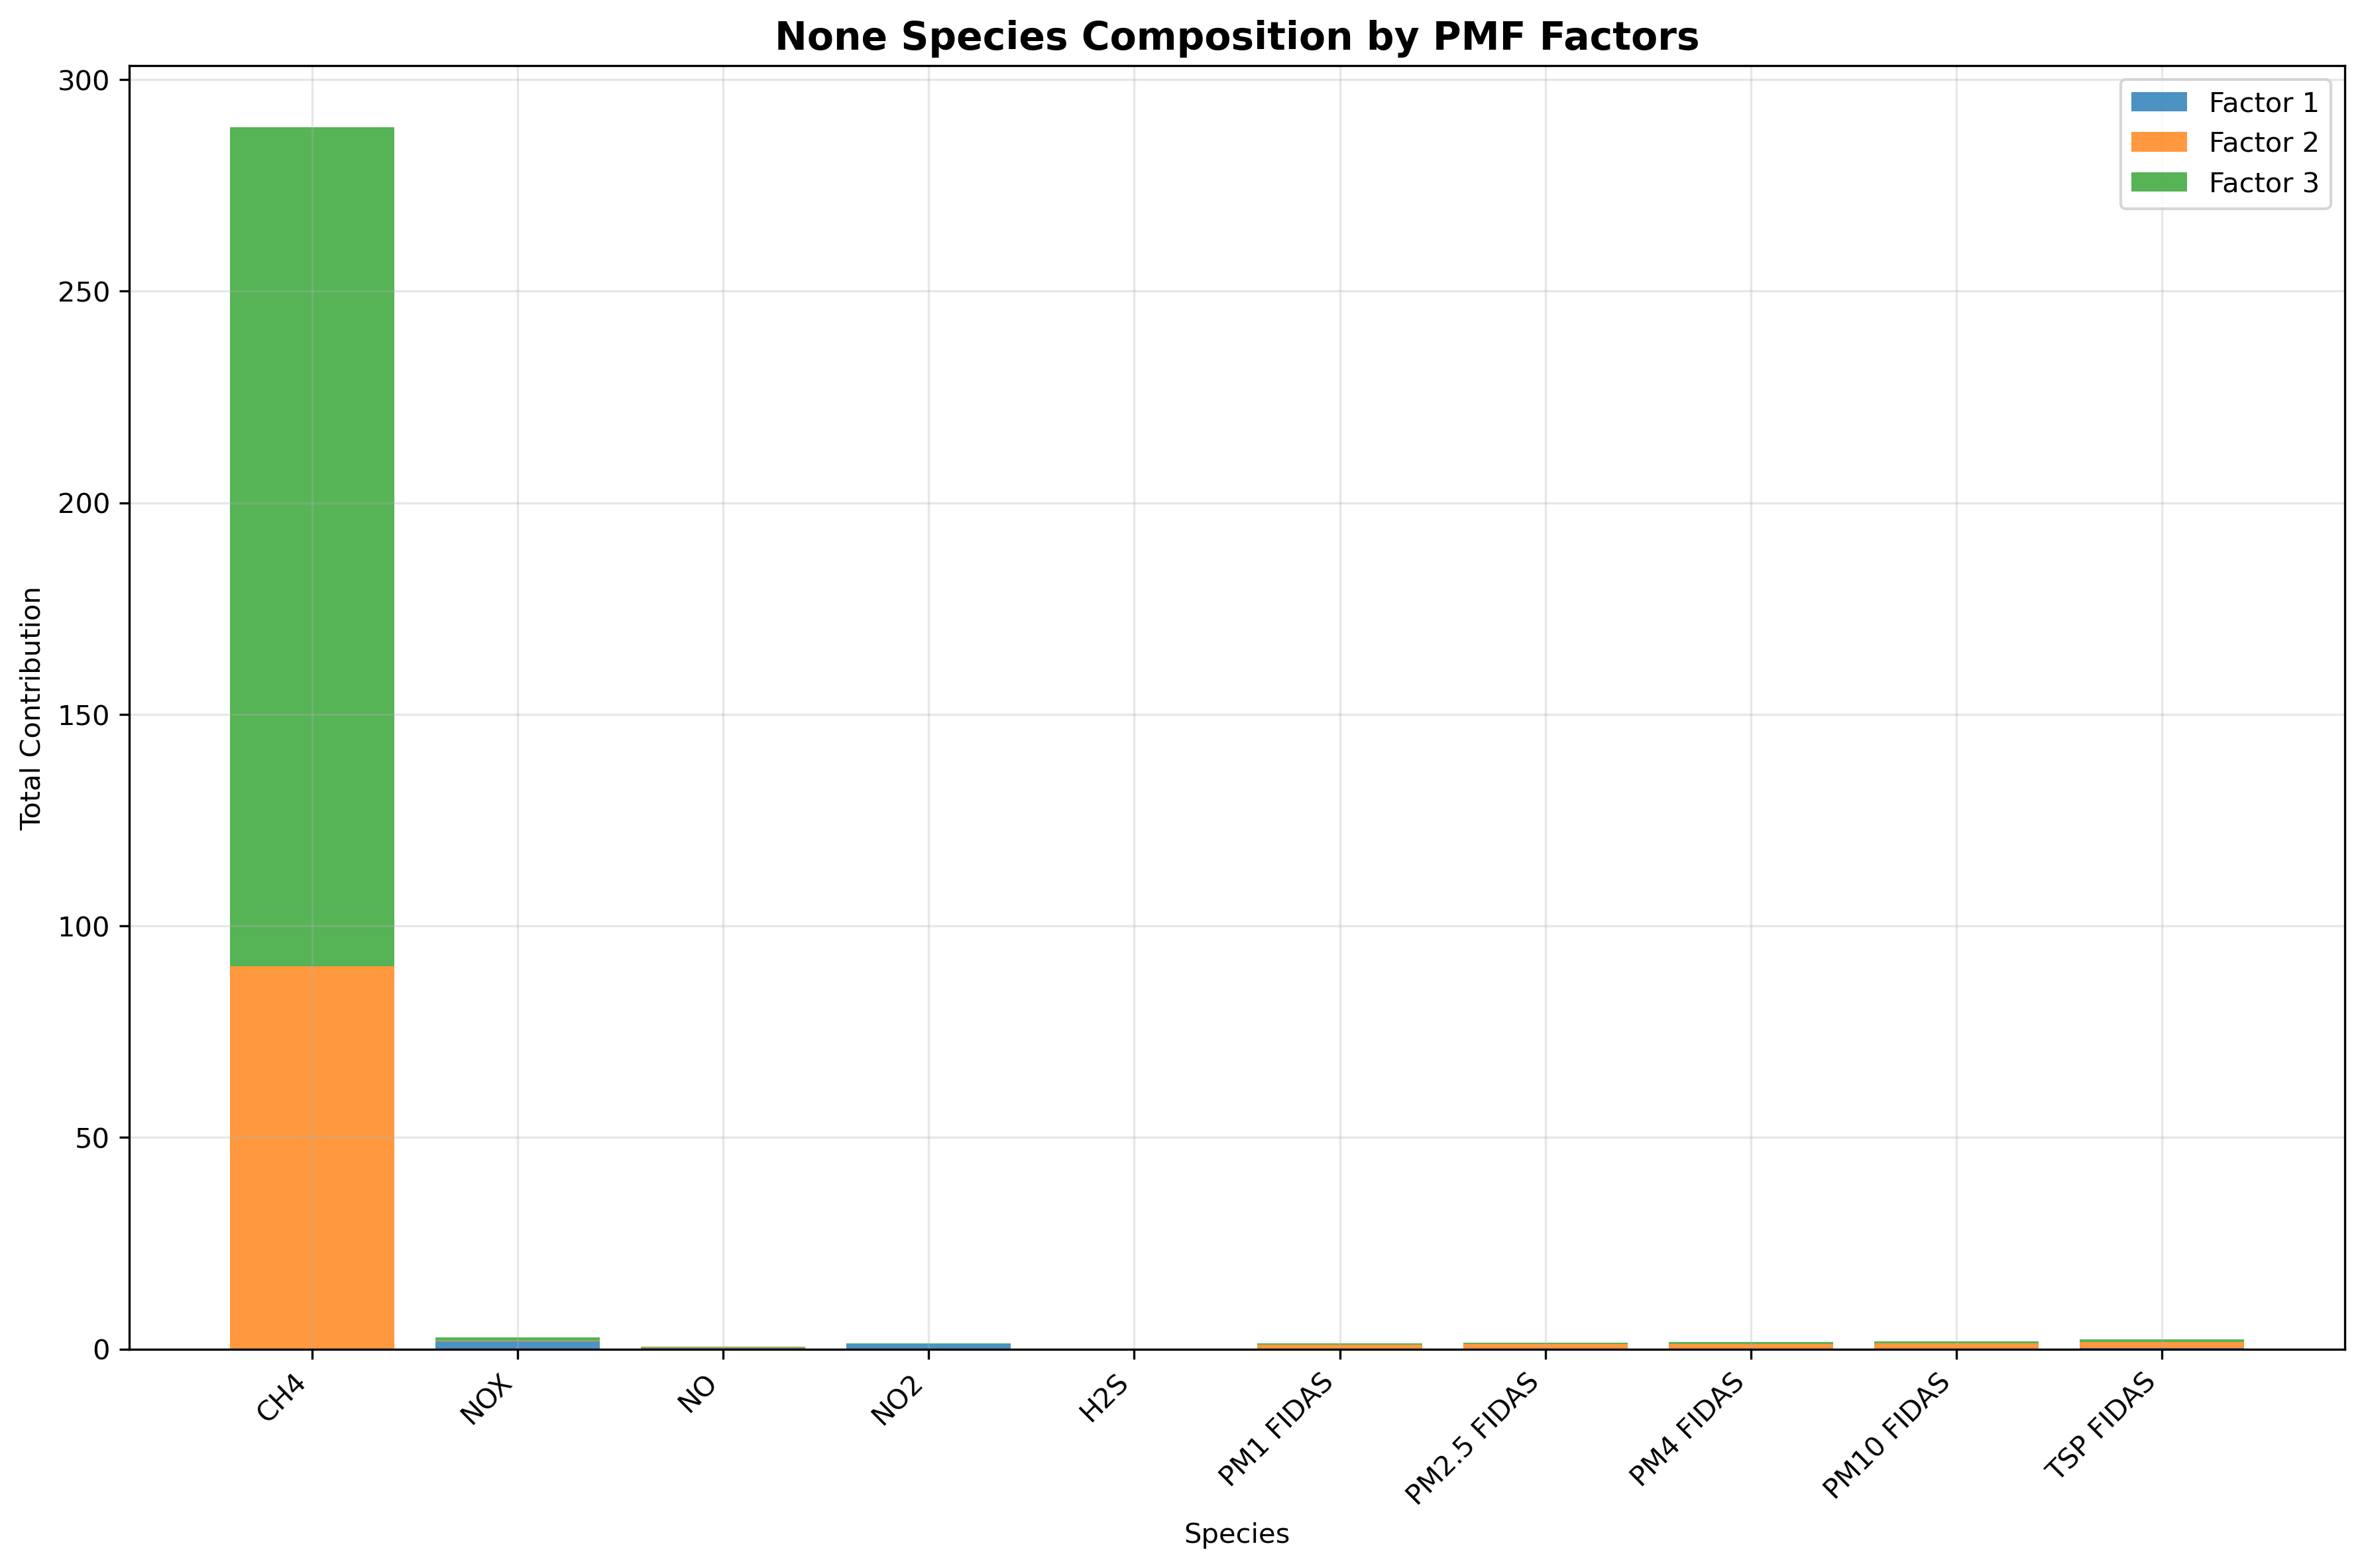 None Species Composition by PMF Factors
Factor 1
Factor 2
Factor 3
300
250
200
150
100
50
0
Total Contribution
CH4
NOX
NO
NO2
H2S
PM1 FIDAS
PM2.5 FIDAS
PM4 FIDAS
PM10 FIDAS
TSP FIDAS
Species